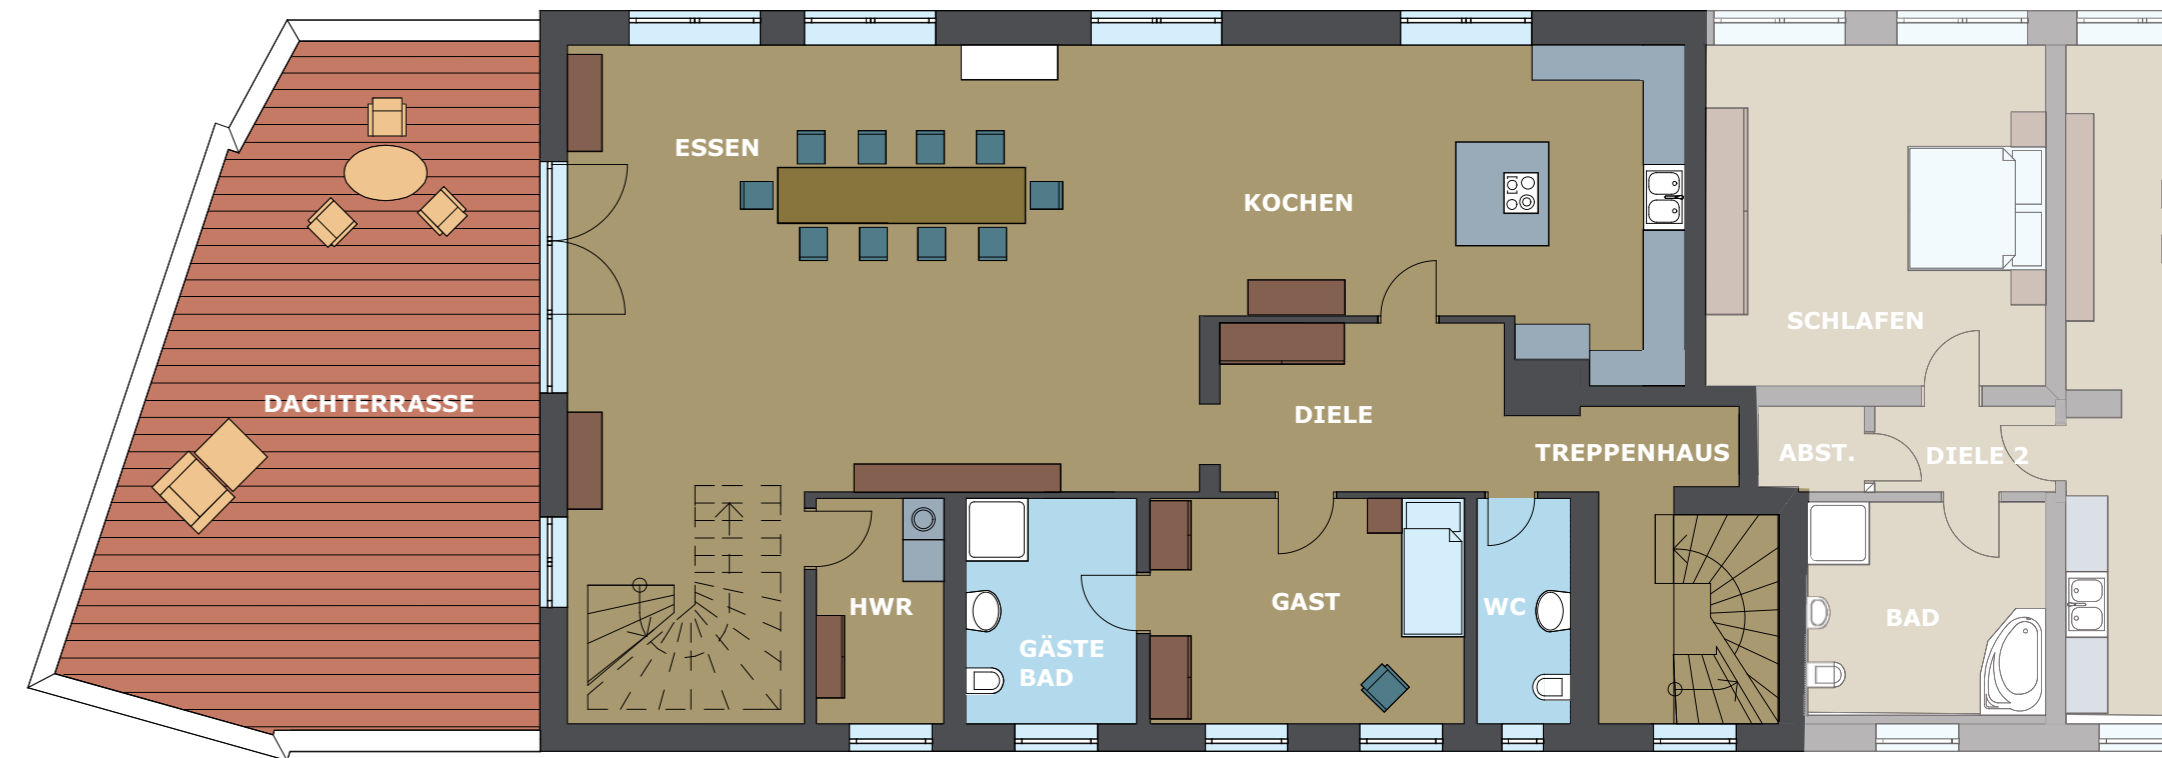 ESSEN
KOCHEN
SCHLAFEN
DACHTERRASSE
DIELE
TREPPENHAUS
ABST.
DIELE 2
HWR
GÄSTE
BAD
GAST
WC
BAD